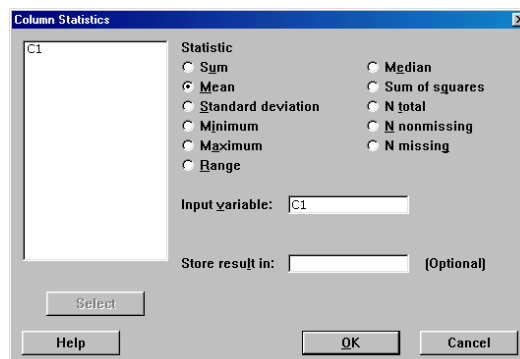 Column Statistics
C1
Statistic
Sum
Mean
Standard deviation
Minimum
Maximum
Range
Median
Sum of squares
N total
N nonmissing
N missing
Input variable: C1
Store result in: (Optional)
Select
Help
OK
Cancel